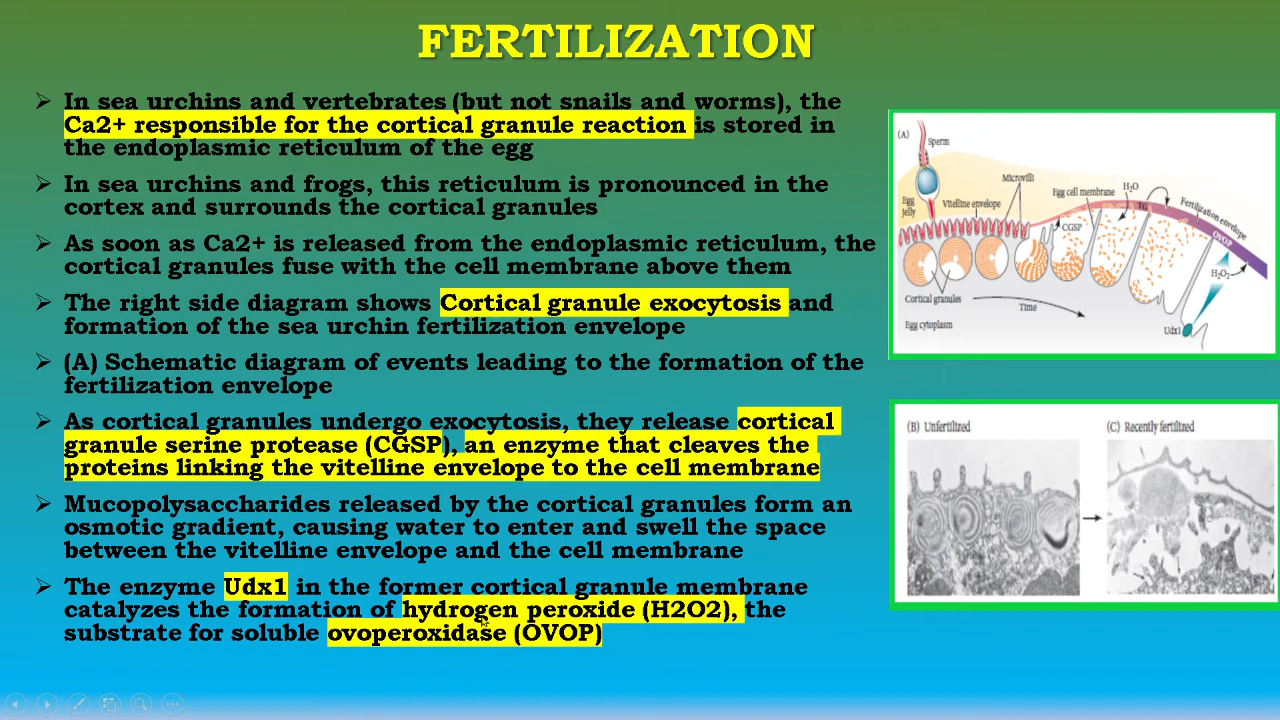 FERTILIZATION
In sea urchins and vertebrates (but not snails and worms), the
Ca2+ responsible for the cortical granule reaction is stored in
the endoplasmic reticulum of the egg
In sea urchins and frogs, this reticulum is pronounced in the
cortex and surrounds the cortical granules
As soon as Ca2+ is released from the endoplasmic reticulum, the
cortical granules fuse with the cell membrane above them
The right side diagram shows Cortical granule exocytosis and
formation of the sea urchin fertilization envelope
(A) Schematic diagram of events leading to the formation of the
fertilization envelope
As cortical granules undergo exocytosis, they release cortical
granule serine protease (CGSP), an enzyme that cleaves the
proteins linking the vitelline envelope to the cell membrane
Mucopolysaccharides released by the cortical granules form an
osmotic gradient, causing water to enter and swell the space
between the vitelline envelope and the cell membrane
The enzyme Udx1 in the former cortical granule membrane
catalyzes the formation of hydrogen peroxide (H2O2), the
substrate for soluble ovoperoxidase (OVOP)
(A)
Sperm
Microvilli
Egg cell membrane
H2O
Egg
Jelly
Vitelline envelope
CGSP
TG
Fertilization envelope
OVOP
H2O2
Cortical granules
Time
Egg cytoplasm
Udx1
(B) Unfertilized
(C) Recently fertilized